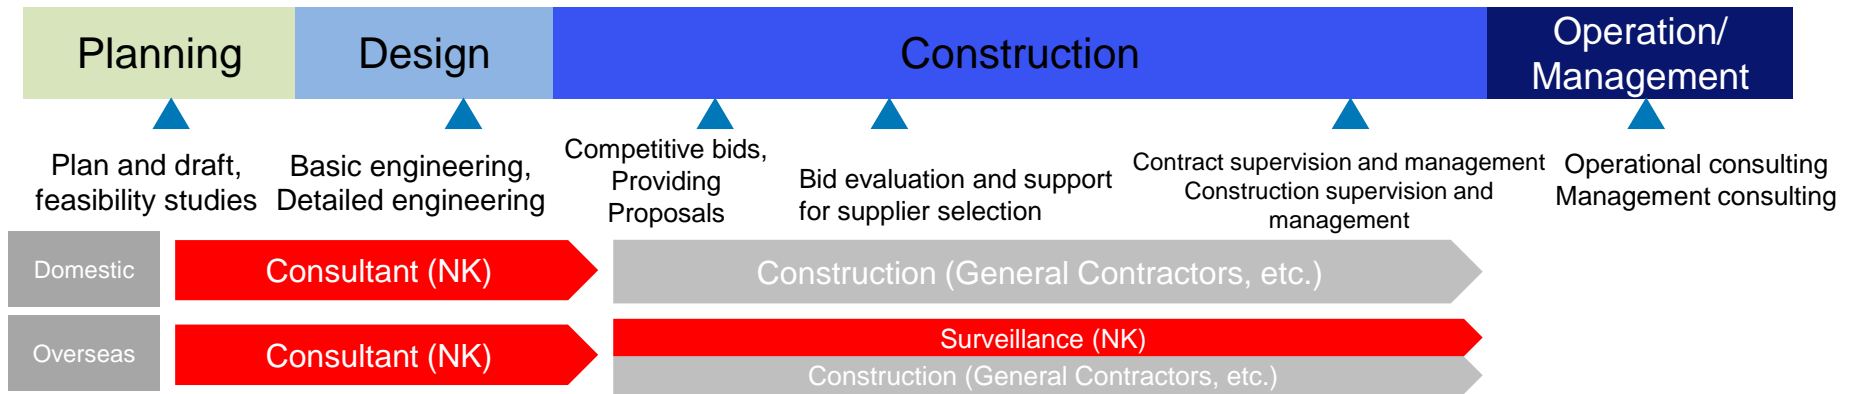 Planning
Design
Construction
Operation/
Management
Plan and draft,
feasibility studies
Basic engineering,
Detailed engineering
Competitive bids,
Providing
Proposals
Bid evaluation and support
for supplier selection
Contract supervision and management
Construction supervision and
management
Operational consulting
Management consulting
Domestic
Consultant (NK)
Construction (General Contractors, etc.)
Overseas
Consultant (NK)
Surveillance (NK)
Construction (General Contractors, etc.)